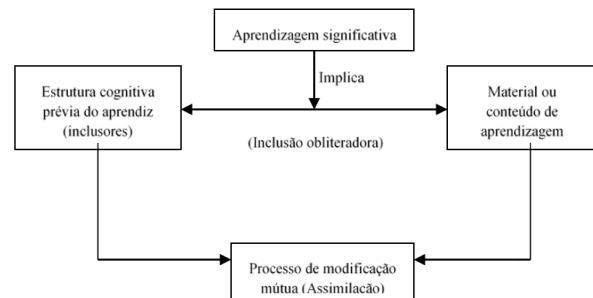 Aprendizagem significativa
Implica
Estrutura cognitiva
prévia do aprendiz
(inclusores)
Material ou
conteúdo de
aprendizagem
(Inclusão obliteradora)
Processo de modificação
mútua (Assimilação)